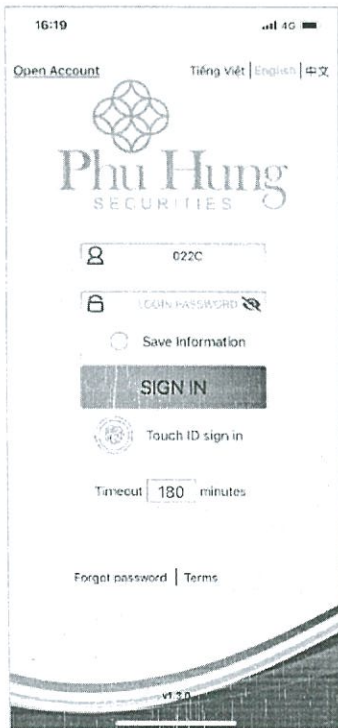 16:19 4G
Open Account Tiếng Việt | English | 中文
Phu Hung
SECURITIES
022C
LOGIN PASSWORD
Save Information
SIGN IN
Touch ID sign in
Timeout 180 minutes
Forgot password | Terms
v1.3.0